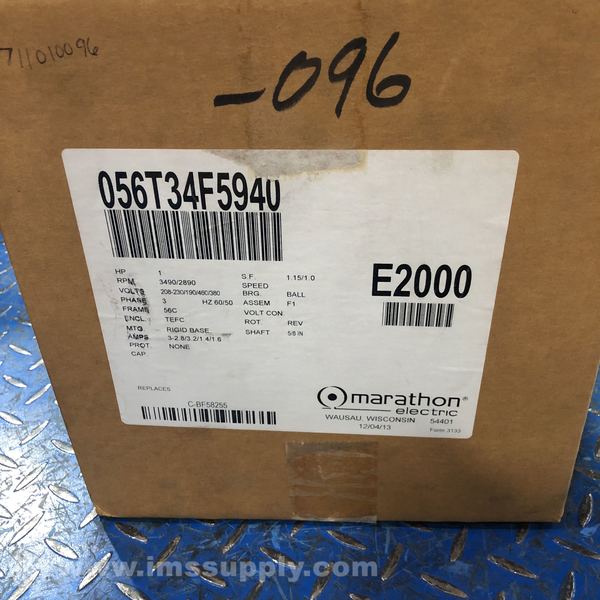 711010096
-096
056T34F5940
HP 1 S.F. 1.15/1.0
RPM 3490/2890 SPEED
VOLTS 208-230/190/460/380 BRG. BALL
PHASE 3 HZ 60/50 ASSEM F1
FRAME 56C VOLT CON.
ENCL. TEFC ROT. REV
MTG RIGID BASE SHAFT 5/8 IN
AMPS 3-2.8/3.2/1.4/1.6
PROT. NONE
CAP
E2000
REPLACES
C-BF58255
marathon®
electric
WAUSAU, WISCONSIN 54401
12/04/13 Form 3133
www.imssupply.com